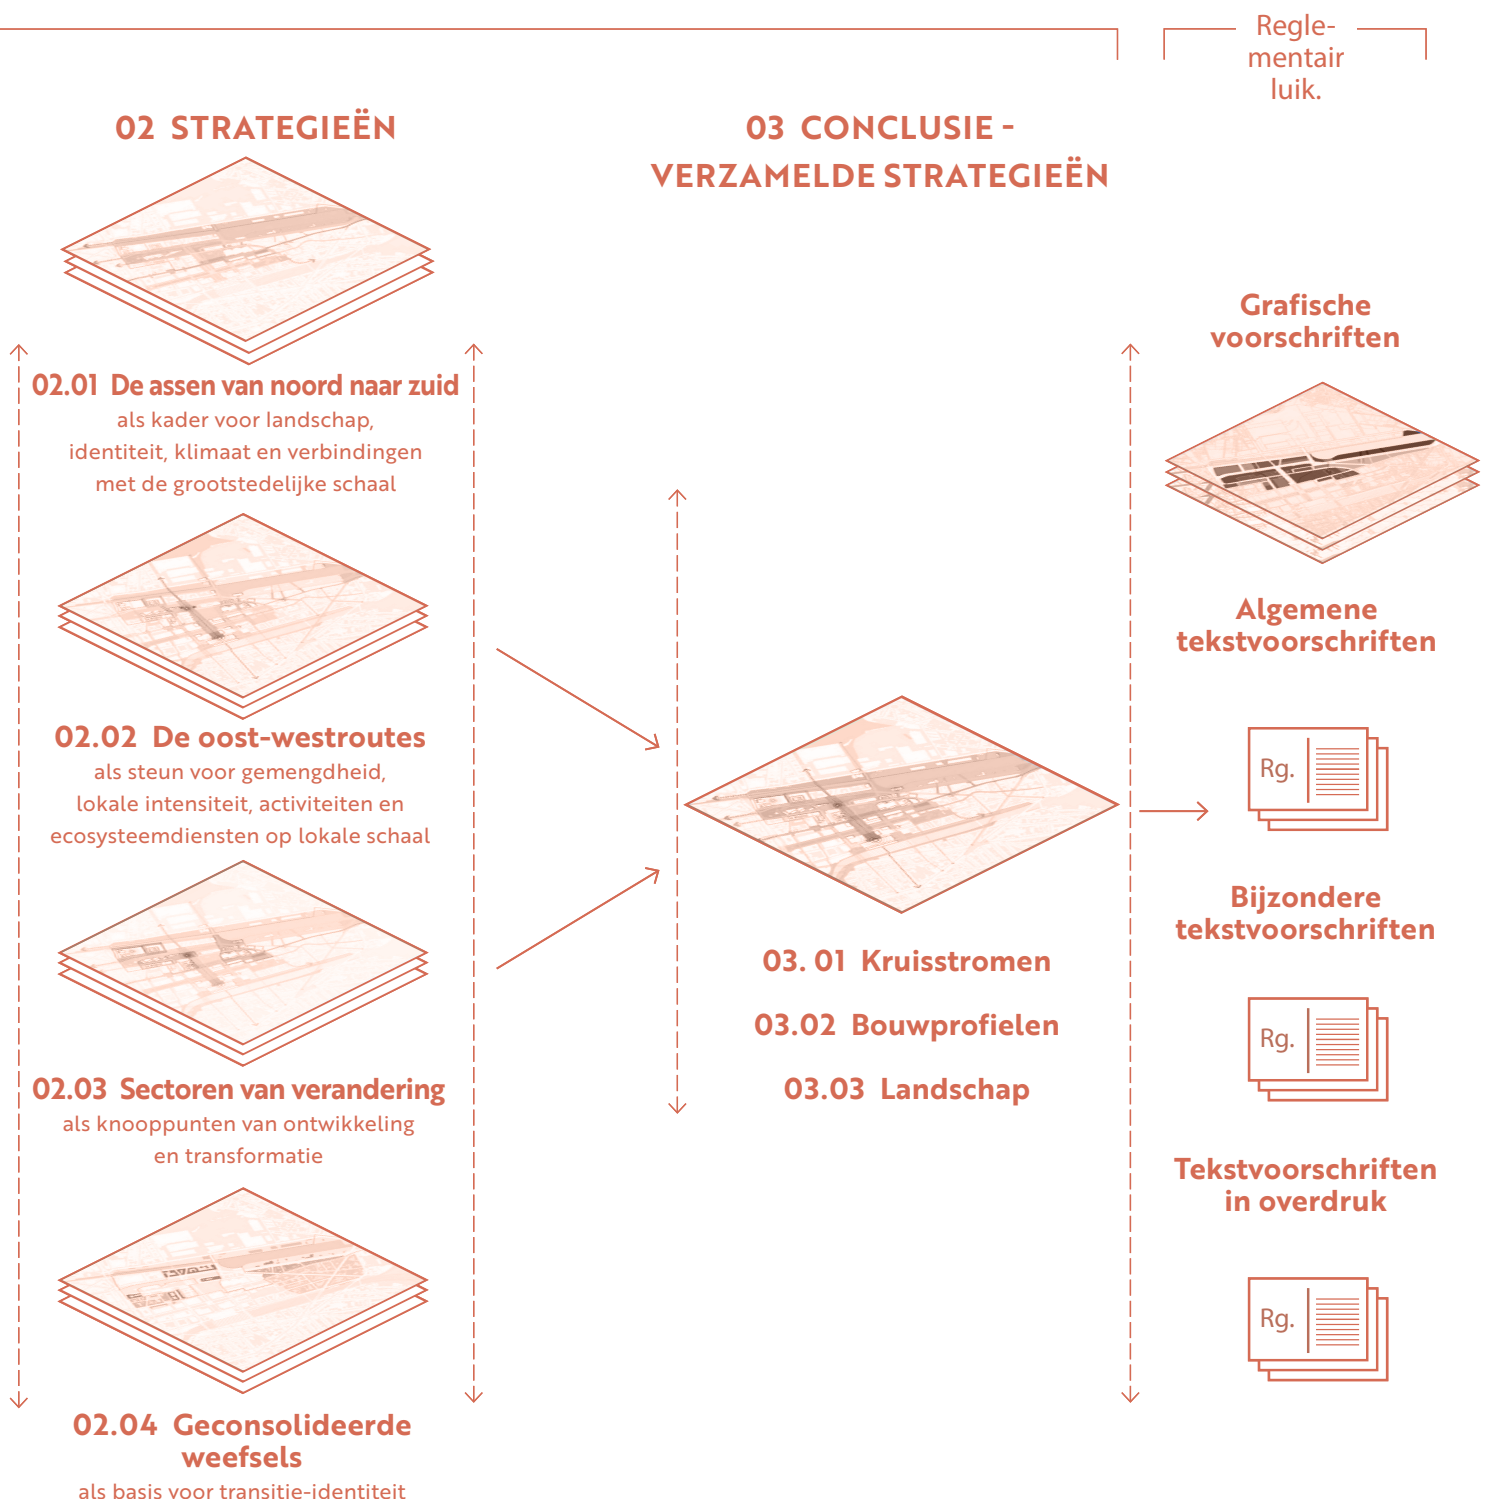 02 STRATEGIEËN
02.01 De assen van noord naar zuid
als kader voor landschap,
identiteit, klimaat en verbindingen
met de grootstedelijke schaal
02.02 De oost-westroutes
als steun voor gemengdheid,
lokale intensiteit, activiteiten en
ecosysteemdiensten op lokale schaal
02.03 Sectoren van verandering
als knooppunten van ontwikkeling
en transformatie
02.04 Geconsolideerde
weefsels
als basis voor transitie-identiteit
03 CONCLUSIE -
VERZAMELDE STRATEGIEËN
03. 01 Kruisstromen
03.02 Bouwprofielen
03.03 Landschap
Regle-
mentair
luik.
Grafische
voorschriften
Algemene
tekstvoorschriften
Rg.
Bijzondere
tekstvoorschriften
Rg.
Tekstvoorschriften
in overdruk
Rg.